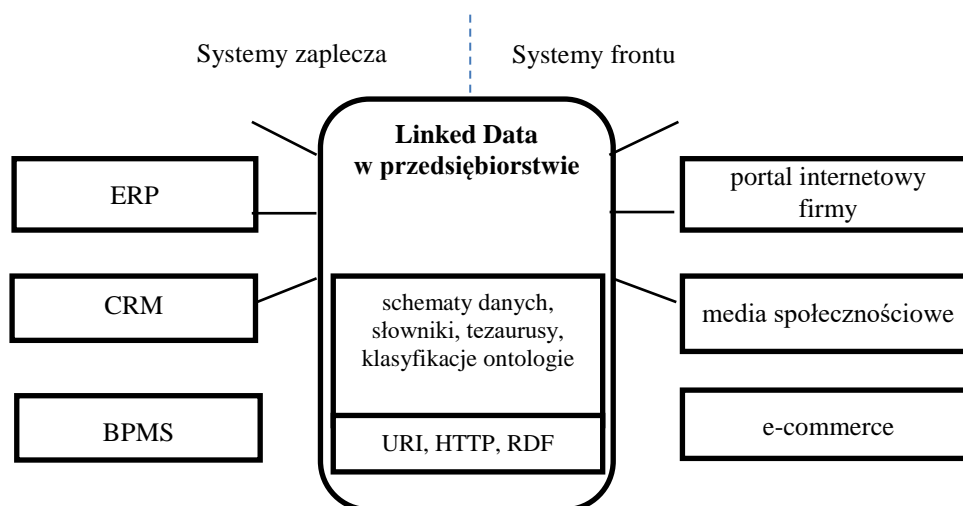 Systemy zaplecza
Systemy frontu
Linked Data
w przedsiębiorstwie
ERP
CRM
BPMS
schematy danych,
słowniki, tezaurusy,
klasyfikacje ontologie
URI, HTTP, RDF
portal internetowy
firmy
media społecznościowe
e-commerce